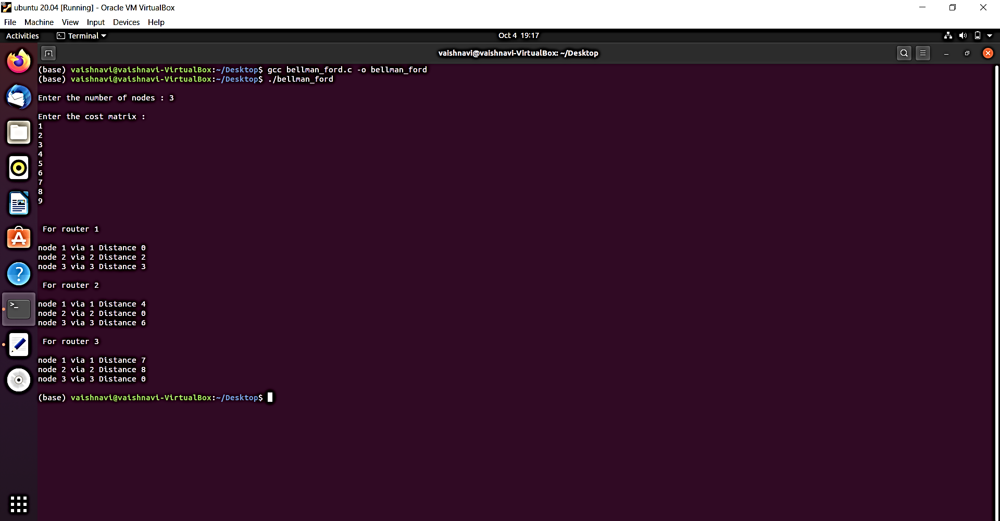 ubuntu 20.04 [Running] - Oracle VM VirtualBox
File Machine View Input Devices Help
Activities Terminal Oct 4 19:17
vaishnavi@vaishnavi-VirtualBox: ~/Desktop
(base) vaishnavi@vaishnavi-VirtualBox:~/Desktop$ gcc bellman_ford.c -o bellman_ford
(base) vaishnavi@vaishnavi-VirtualBox:~/Desktop$ ./bellman_ford
Enter the number of nodes : 3
Enter the cost matrix :
1
2
3
4
5
6
7
8
9
For router 1
node 1 via 1 Distance 0
node 2 via 2 Distance 2
node 3 via 3 Distance 3
For router 2
node 1 via 1 Distance 4
node 2 via 2 Distance 0
node 3 via 3 Distance 6
For router 3
node 1 via 1 Distance 7
node 2 via 2 Distance 8
node 3 via 3 Distance 0
(base) vaishnavi@vaishnavi-VirtualBox:~/Desktop$